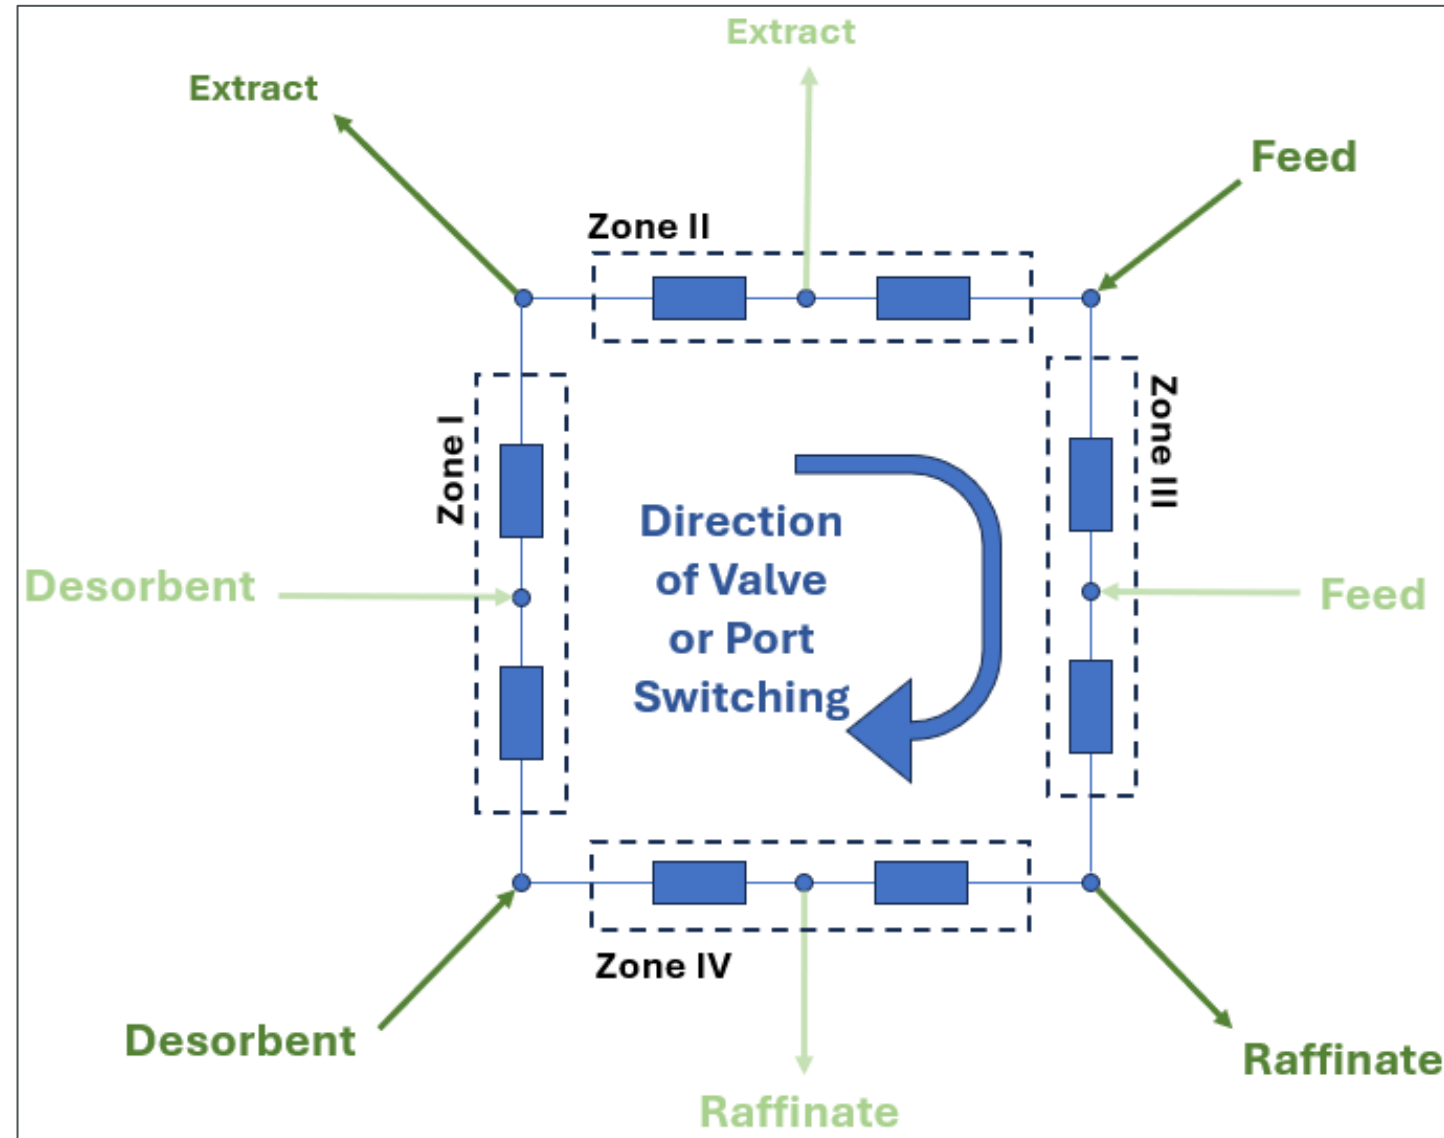 Extract
Extract
Feed
Zone II
Zone I
Zone III
Direction
of Valve
or Port
Switching
Desorbent
Feed
Zone IV
Desorbent
Raffinate
Raffinate